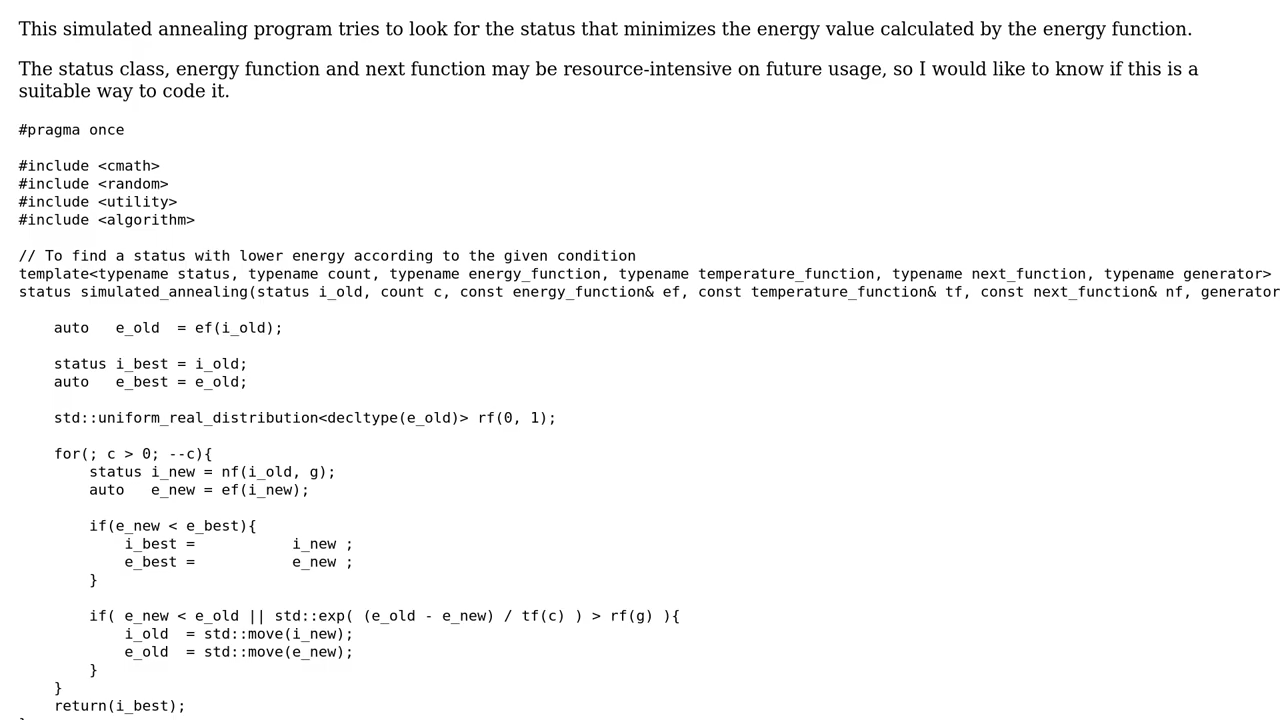 This simulated annealing program tries to look for the status that minimizes the energy value calculated by the energy function.
The status class, energy function and next function may be resource-intensive on future usage, so I would like to know if this is a
suitable way to code it.
#pragma once
#include <cmath>
#include <random>
#include <utility>
#include <algorithm>
// To find a status with lower energy according to the given condition
template<typename status, typename count, typename energy_function, typename temperature_function, typename next_function, typename generator>
status simulated_annealing(status i_old, count c, const energy_function& ef, const temperature_function& tf, const next_function& nf, generator
    auto   e_old  = ef(i_old);
    status i_best = i_old;
    auto   e_best = e_old;
    std::uniform_real_distribution<decltype(e_old)> rf(0, 1);
    for(; c > 0; --c){
        status i_new = nf(i_old, g);
        auto   e_new = ef(i_new);
        if(e_new < e_best){
            i_best =           i_new ;
            e_best =           e_new ;
        }
        if( e_new < e_old || std::exp( (e_old - e_new) / tf(c) ) > rf(g) ){
            i_old  = std::move(i_new);
            e_old  = std::move(e_new);
        }
    }
    return(i_best);